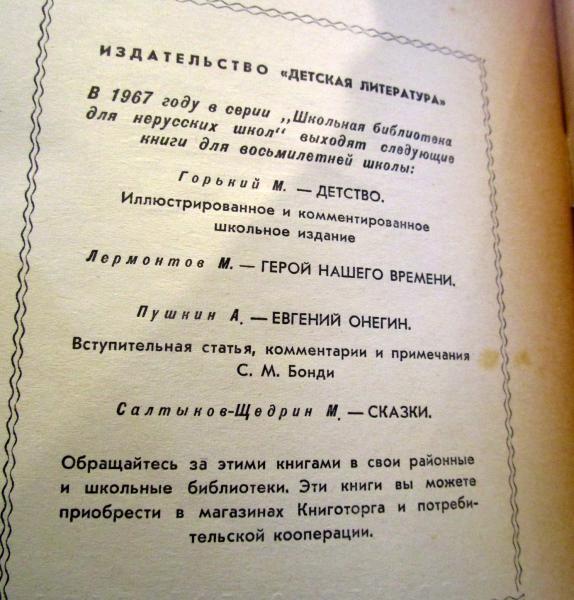 ИЗДАТЕЛЬСТВО «ДЕТСКАЯ ЛИТЕРАТУРА»
В 1967 году в серии „Школьная библиотека
для нерусских школ“ выходят следующие
книги для восьмилетней школы:
Горький М. — ДЕТСТВО.
Иллюстрированное и комментированное
школьное издание
Лермонтов М. — ГЕРОЙ НАШЕГО ВРЕМЕНИ.
Пушкин А. — ЕВГЕНИЙ ОНЕГИН.
Вступительная статья, комментарии и примечания
С. М. Бонди
Салтыков-Щедрин М. — СКАЗКИ.
Обращайтесь за этими книгами в свои районные
и школьные библиотеки. Эти книги вы можете
приобрести в магазинах Книготорга и потреби-
тельской кооперации.